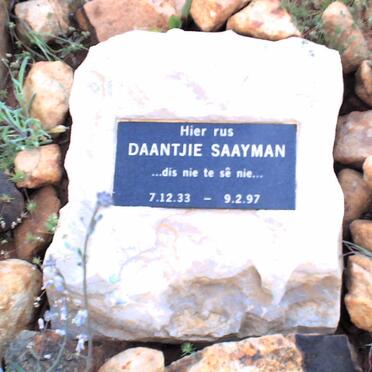 Hier rus
DAANTJIE SAAYMAN
...dis nie te sê nie...
7.12.33 – 9.2.97